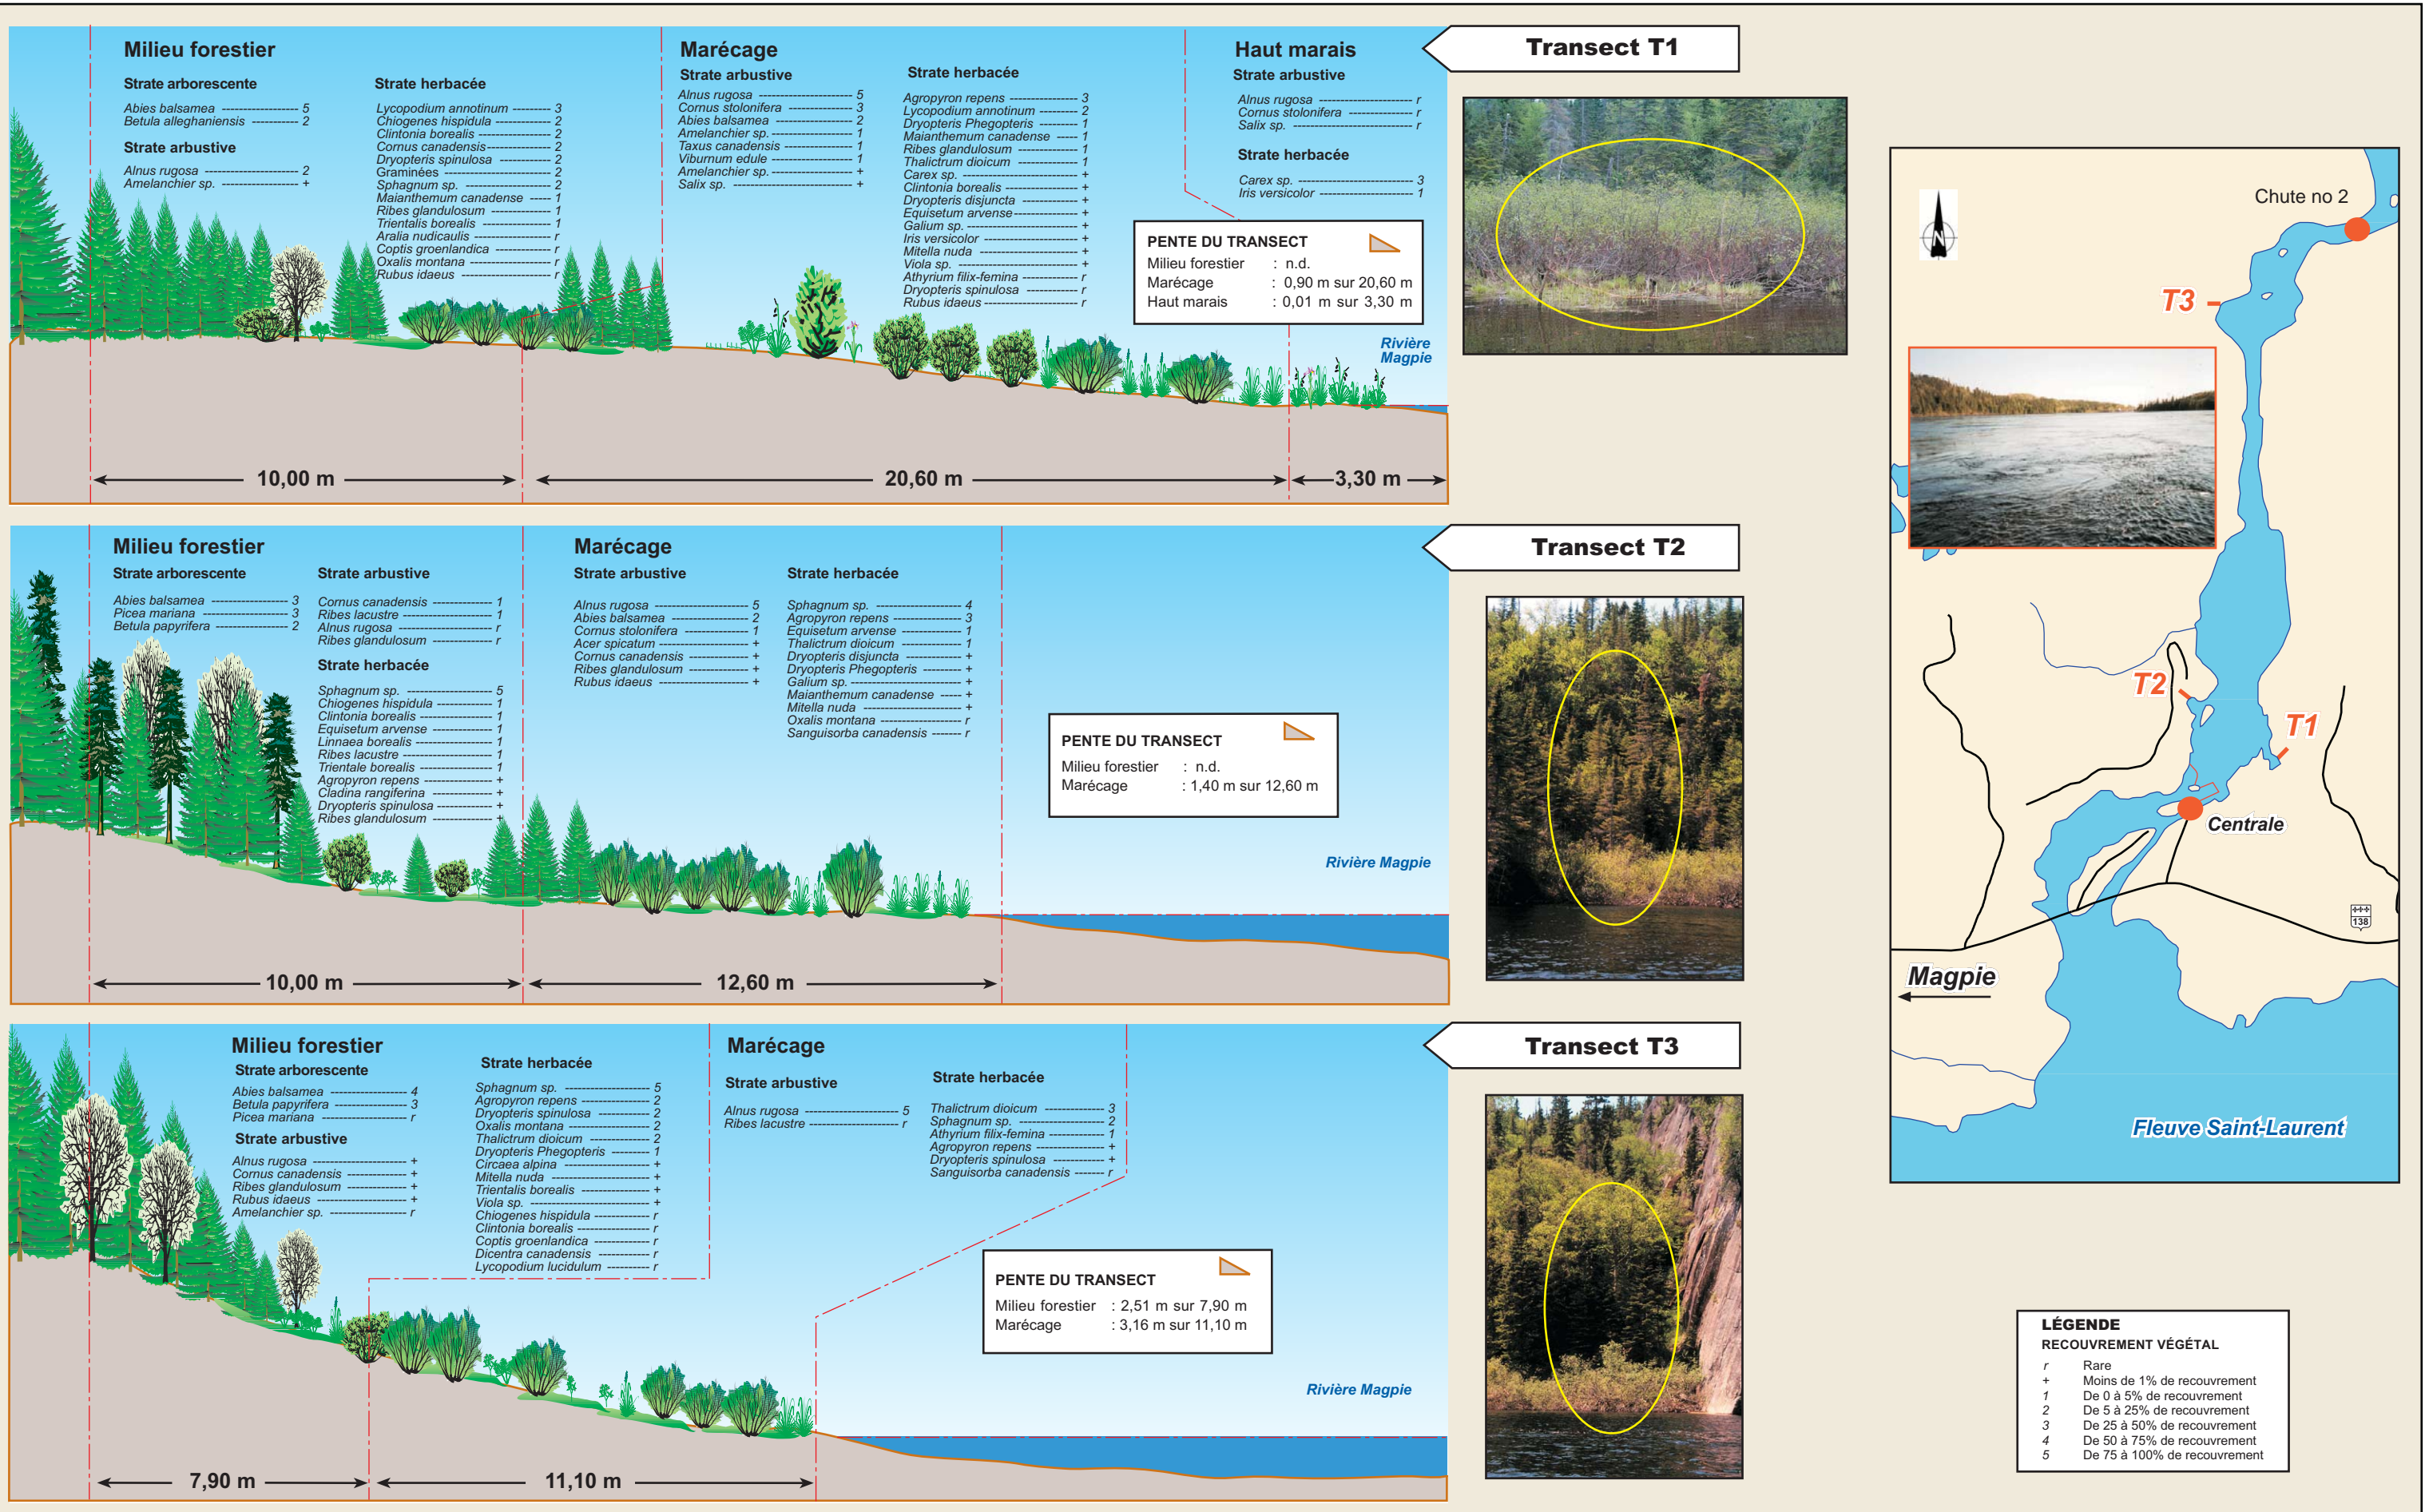 Transect T1
Milieu forestier
Strate arborescente
Abies balsamea ------------------ 5
Betula alleghaniensis ----------- 2
Strate arbustive
Alnus rugosa --------------------- 2
Amelanchier sp. ----------------- +
Strate herbacée
Lycopodium annotinum --------- 3
Chiogenes hispidula ------------- 2
Clintonia borealis ---------------- 2
Cornus canadensis--------------- 2
Dryopteris spinulosa ------------ 2
Graminées ----------------------- 2
Sphagnum sp. ------------------- 2
Maianthemum canadense ----- 1
Ribes glandulosum -------------- 1
Trientalis borealis ---------------- 1
Aralia nudicaulis ----------------- r
Coptis groenlandica ------------- r
Oxalis montana ------------------ r
Rubus idaeus -------------------- r
Marécage
Strate arbustive
Alnus rugosa --------------------- 5
Cornus stolonifera --------------- 3
Abies balsamea ----------------- 2
Amelanchier sp. ----------------- 1
Taxus canadensis --------------- 1
Viburnum edule ----------------- 1
Amelanchier sp. ----------------- +
Salix sp. -------------------------- +
Strate herbacée
Agropyron repens --------------- 3
Lycopodium annotinum --------- 2
Dryopteris Phegopteris --------- 1
Maianthemum canadense ----- 1
Ribes glandulosum -------------- 1
Thalictrum dioicum -------------- 1
Carex sp. ------------------------ +
Clintonia borealis ---------------- +
Dryopteris disjuncta ------------- +
Equisetum arvense-------------- +
Galium sp.------------------------ +
Iris versicolor -------------------- +
Mitella nuda ---------------------- +
Viola sp. -------------------------- +
Athyrium filix-femina ------------- r
Dryopteris spinulosa ------------ r
Rubus idaeus--------------------- r
Haut marais
Strate arbustive
Alnus rugosa --------------------- r
Cornus stolonifera --------------- r
Salix sp. -------------------------- r
Strate herbacée
Carex sp. ------------------------ 3
Iris versicolor -------------------- 1
PENTE DU TRANSECT
Milieu forestier : n.d.
Marécage : 0,90 m sur 20,60 m
Haut marais : 0,01 m sur 3,30 m
Rivière
Magpie
10,00 m
20,60 m
3,30 m
Transect T2
Milieu forestier
Strate arborescente
Abies balsamea ------------------ 3
Picea mariana -------------------- 3
Betula papyrifera ---------------- 2
Strate arbustive
Cornus canadensis -------------- 1
Ribes lacustre -------------------- 1
Alnus rugosa --------------------- r
Ribes glandulosum -------------- r
Strate herbacée
Sphagnum sp. ------------------- 5
Chiogenes hispidula ------------- 1
Clintonia borealis ---------------- 1
Equisetum arvense -------------- 1
Linnaea borealis ----------------- 1
Ribes lacustre -------------------- 1
Trientale borealis ---------------- 1
Agropyron repens --------------- +
Cladina rangiferina -------------- +
Dryopteris spinulosa ------------ +
Ribes glandulosum -------------- +
Marécage
Strate arbustive
Alnus rugosa --------------------- 5
Abies balsamea ----------------- 2
Cornus stolonifera --------------- 1
Acer spicatum ------------------- +
Cornus canadensis -------------- +
Ribes glandulosum -------------- +
Rubus idaeus -------------------- +
Strate herbacée
Sphagnum sp. ------------------- 4
Agropyron repens --------------- 3
Equisetum arvense -------------- 1
Thalictrum dioicum -------------- 1
Dryopteris disjuncta ------------- +
Dryopteris Phegopteris --------- +
Galium sp.------------------------ +
Maianthemum canadense ----- +
Mitella nuda ---------------------- +
Oxalis montana ------------------ r
Sanguisorba canadensis ------- r
PENTE DU TRANSECT
Milieu forestier : n.d.
Marécage : 1,40 m sur 12,60 m
Rivière Magpie
10,00 m
12,60 m
Transect T3
Milieu forestier
Strate arborescente
Abies balsamea ------------------ 4
Betula papyrifera ---------------- 3
Picea mariana -------------------- r
Strate arbustive
Alnus rugosa --------------------- +
Cornus canadensis -------------- +
Ribes glandulosum -------------- +
Rubus idaeus -------------------- +
Amelanchier sp. ----------------- r
Strate herbacée
Sphagnum sp. ------------------- 5
Agropyron repens --------------- 2
Dryopteris spinulosa ------------ 2
Oxalis montana ------------------ 2
Thalictrum dioicum -------------- 2
Dryopteris Phegopteris --------- 1
Circaea alpina -------------------- +
Mitella nuda ---------------------- +
Trientalis borealis ---------------- +
Viola sp. -------------------------- +
Chiogenes hispidula ------------- r
Clintonia borealis ---------------- r
Coptis groenlandica ------------- r
Dicentra canadensis ------------ r
Lycopodium lucidulum ---------- r
Marécage
Strate arbustive
Alnus rugosa --------------------- 5
Ribes lacustre -------------------- r
Strate herbacée
Thalictrum dioicum -------------- 3
Sphagnum sp. ------------------- 2
Athyrium filix-femina ------------- 1
Agropyron repens --------------- +
Dryopteris spinulosa ------------ +
Sanguisorba canadensis ------- r
PENTE DU TRANSECT
Milieu forestier : 2,51 m sur 7,90 m
Marécage : 3,16 m sur 11,10 m
Rivière Magpie
7,90 m
11,10 m
N
Chute no 2
T3
T2
T1
Centrale
138
Magpie
Fleuve Saint-Laurent
LÉGENDE
RECOUVREMENT VÉGÉTAL
r Rare
+ Moins de 1% de recouvrement
1 De 0 à 5% de recouvrement
2 De 5 à 25% de recouvrement
3 De 25 à 50% de recouvrement
4 De 50 à 75% de recouvrement
5 De 75 à 100% de recouvrement